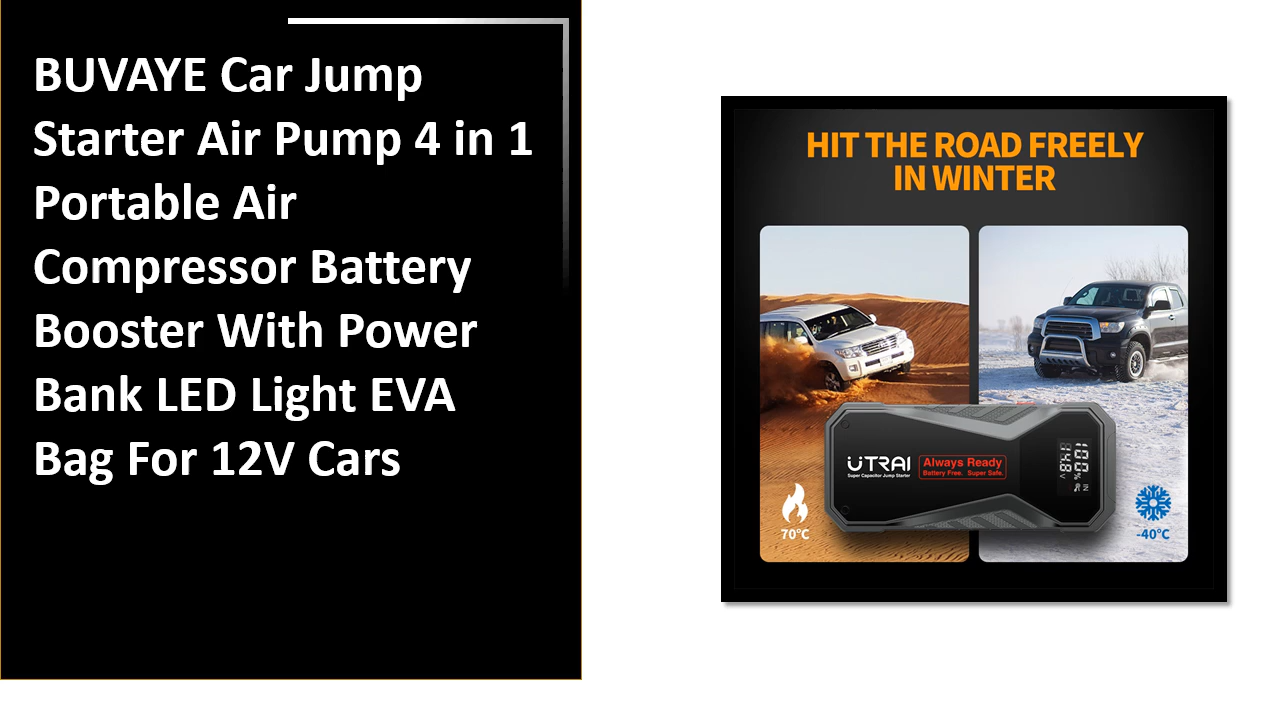 BUVAYE Car Jump
Starter Air Pump 4 in 1
Portable Air
Compressor Battery
Booster With Power
Bank LED Light EVA
Bag For 12V Cars
HIT THE ROAD FREELY
IN WINTER
UTRAI
Super Capacitor Jump Starter
Always Ready
Battery Free. Super Safe.
70°C
-40°C